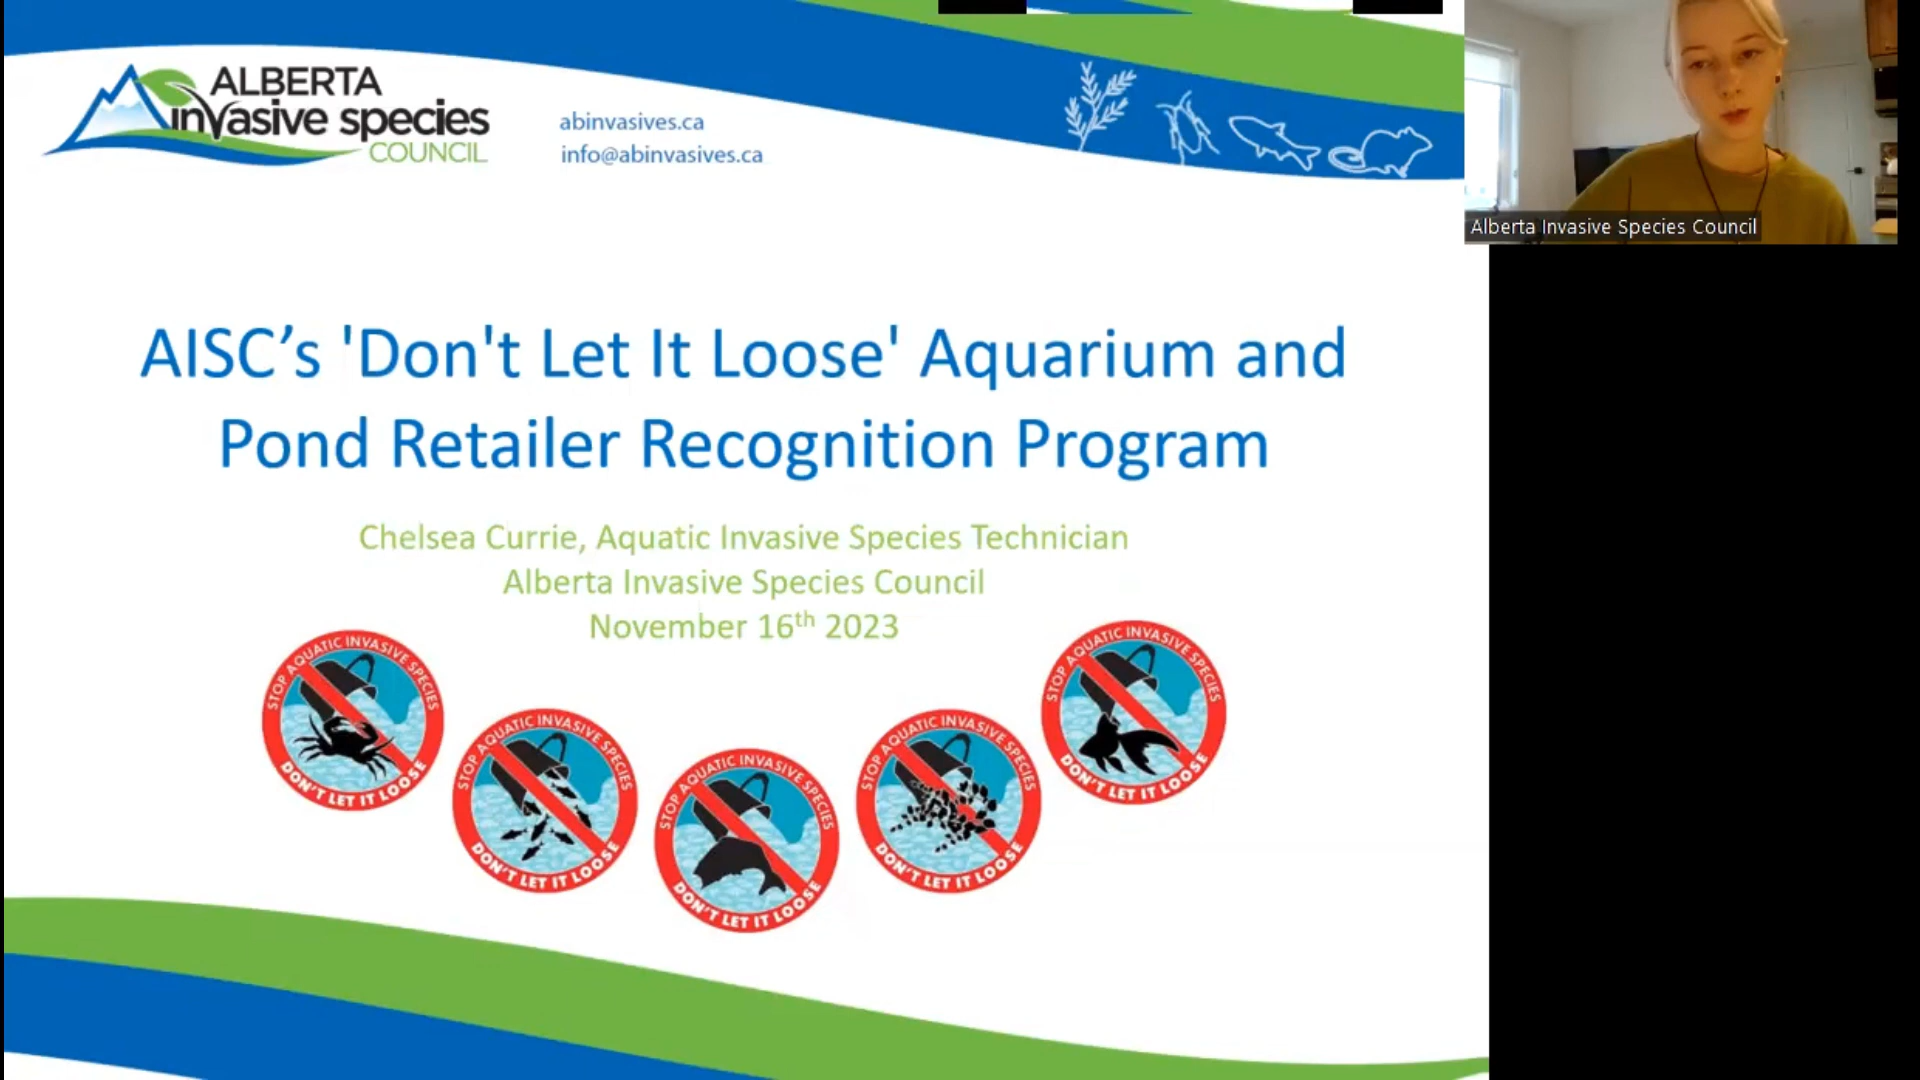 ALBERTA
invasive species
COUNCIL
abinvasives.ca
info@abinvasives.ca
Alberta Invasive Species Council
AISC’s 'Don't Let It Loose' Aquarium and
Pond Retailer Recognition Program
Chelsea Currie, Aquatic Invasive Species Technician
Alberta Invasive Species Council
November 16th 2023
STOP AQUATIC INVASIVE SPECIES
DON'T LET IT LOOSE
STOP AQUATIC INVASIVE SPECIES
DON'T LET IT LOOSE
STOP AQUATIC INVASIVE SPECIES
DON'T LET IT LOOSE
STOP AQUATIC INVASIVE SPECIES
DON'T LET IT LOOSE
STOP AQUATIC INVASIVE SPECIES
DON'T LET IT LOOSE